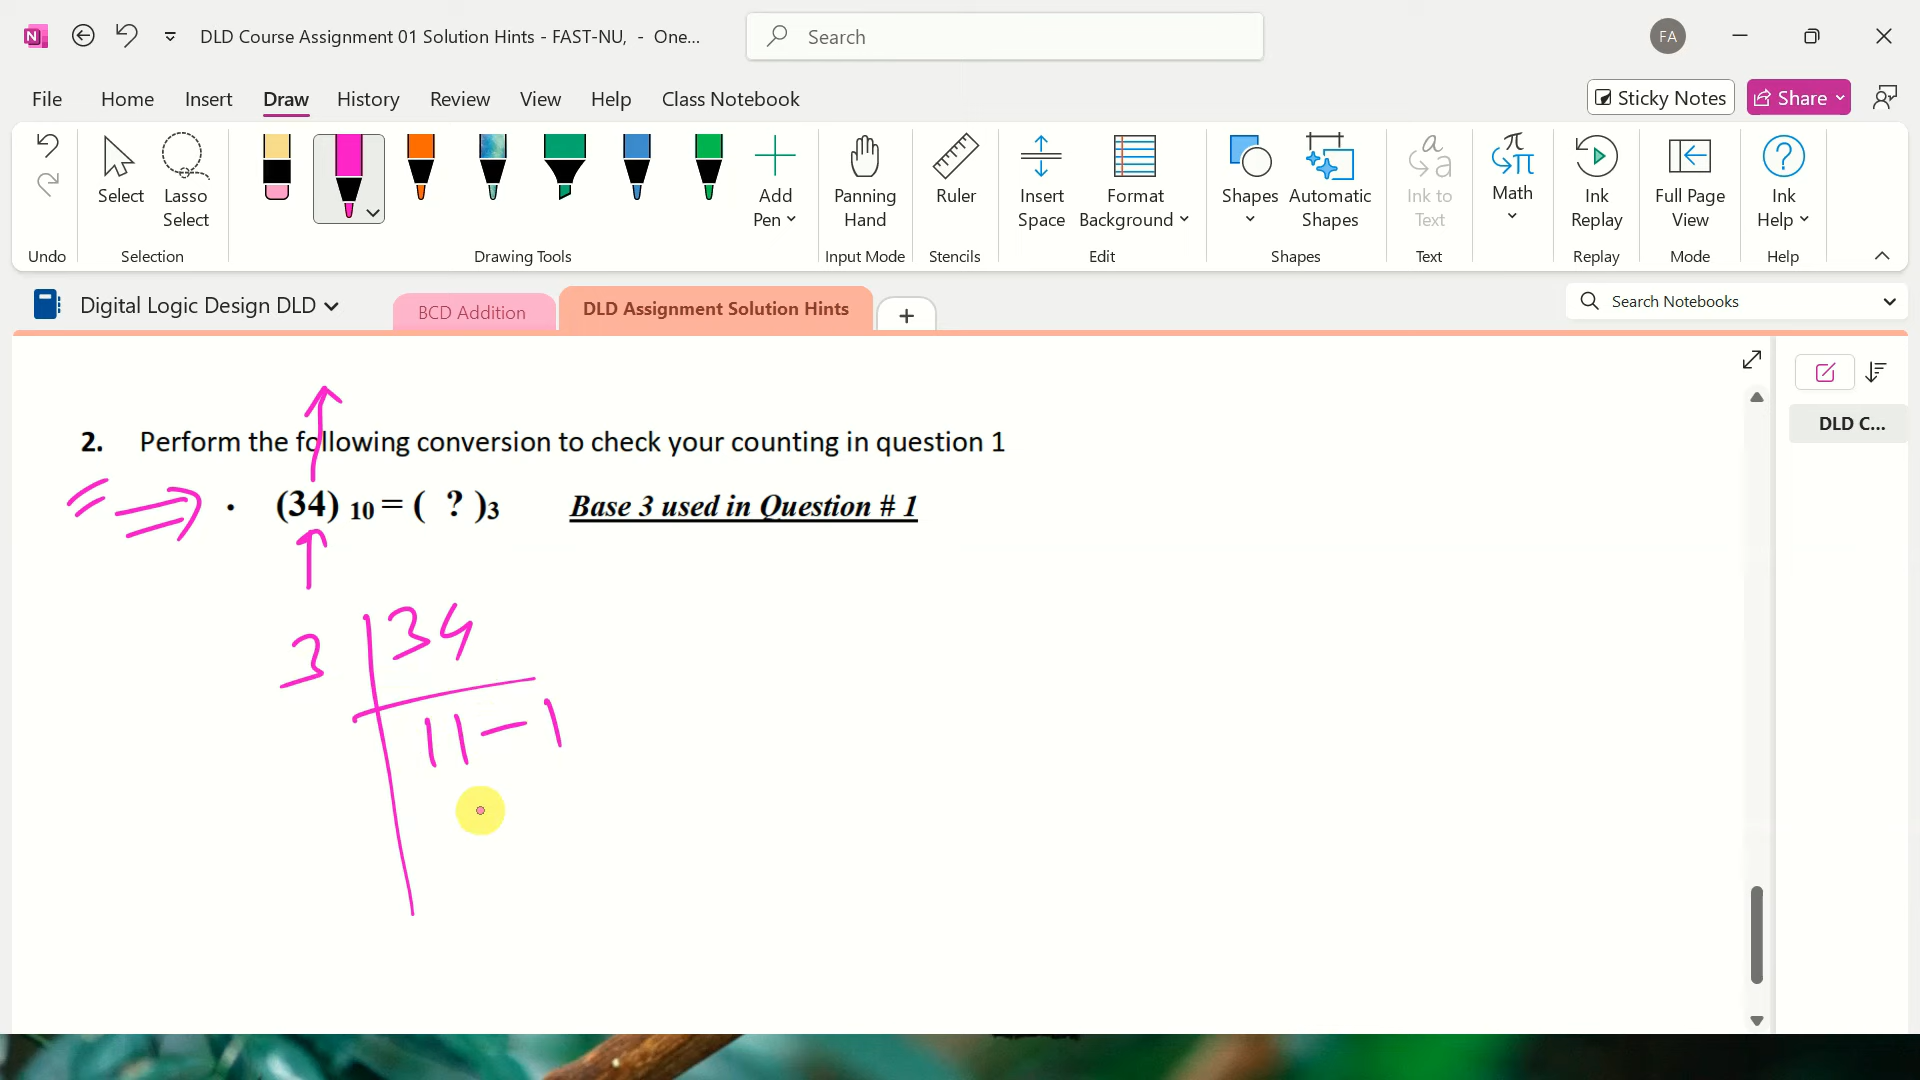 DLD Course Assignment 01 Solution Hints - FAST-NU, - One...
Search
FA
File Home Insert Draw History Review View Help Class Notebook
Sticky Notes Share
Select
Lasso Select
Add Pen
Panning Hand
Ruler
Insert Space
Format Background
Shapes
Automatic Shapes
Ink to Text
Math
Ink Replay
Full Page View
Ink Help
Undo Selection Drawing Tools Input Mode Stencils Edit Shapes Text Replay Mode Help
Digital Logic Design DLD
BCD Addition
DLD Assignment Solution Hints
+
Search Notebooks
DLD C...
2. Perform the following conversion to check your counting in question 1
(34) 10 = ( ? )3 Base 3 used in Question # 1
3 34
11-1